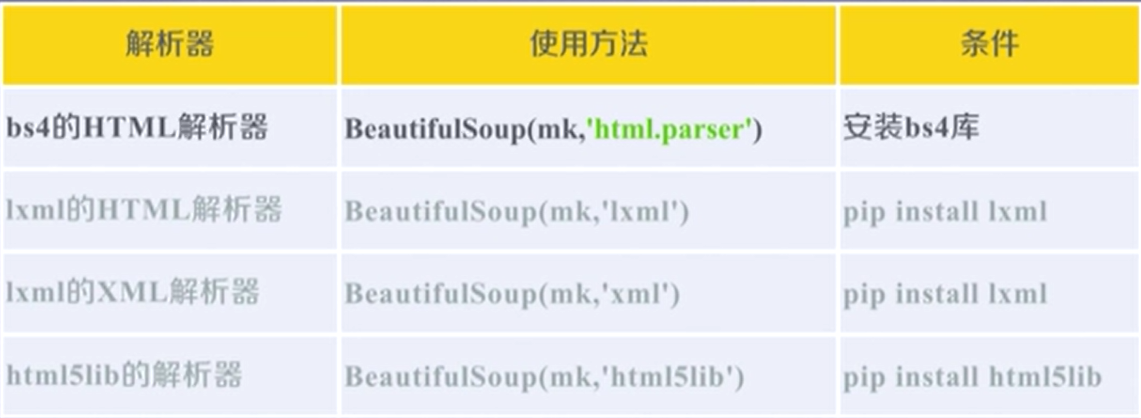 解析器 使用方法 条件
bs4的HTML解析器 BeautifulSoup(mk,'html.parser') 安装bs4库
lxml的HTML解析器 BeautifulSoup(mk,'lxml') pip install lxml
lxml的XML解析器 BeautifulSoup(mk,'xml') pip install lxml
html5lib的解析器 BeautifulSoup(mk,'html5lib') pip install html5lib